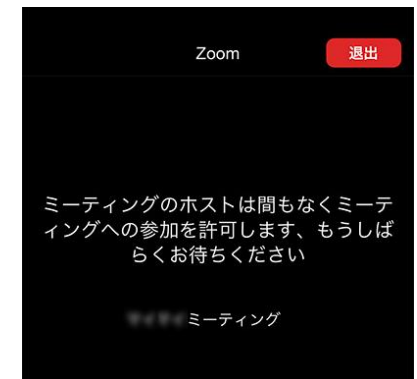 Zoom
退出
ミーティングのホストは間もなくミーテ
ィングへの参加を許可します、もうしば
らくお待ちください
ミーティング